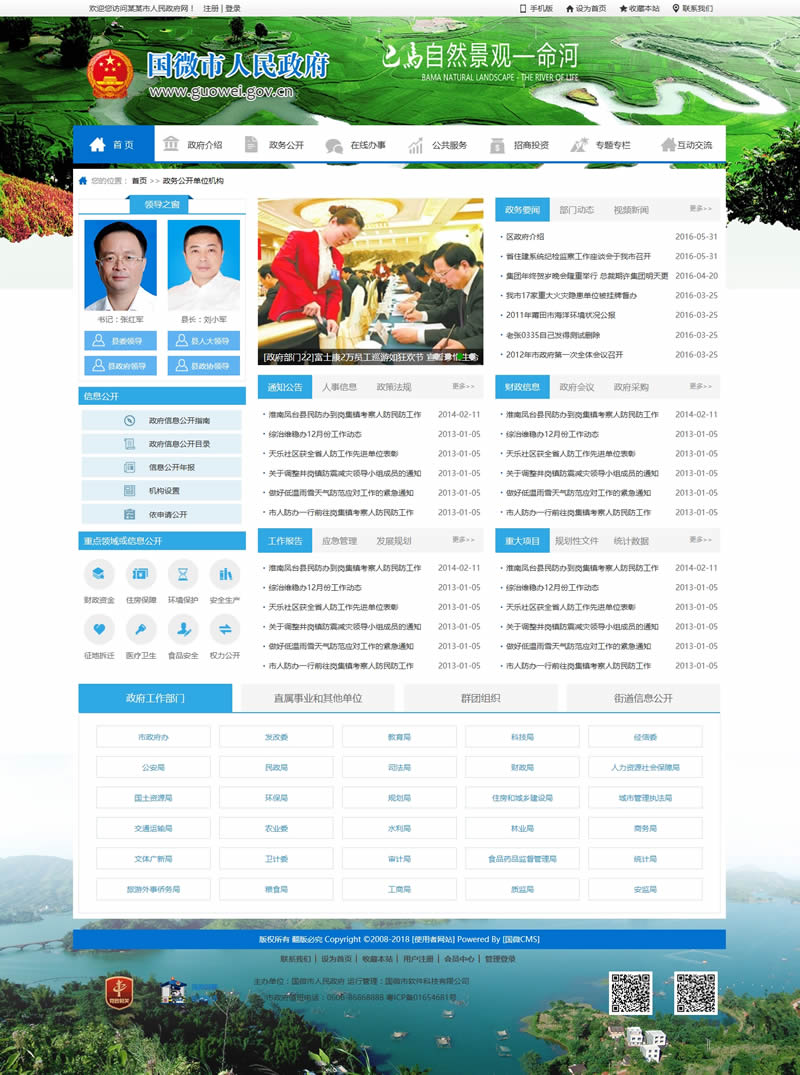 欢迎您访问某某市人民政府网！ 注册 | 登录 手机版 设为首页 收藏本站 联系我们
国微市人民政府 巴马自然景观—命河
www.guowei.gov.cn BAMA NATURAL LANDSCAPE - THE RIVER OF LIFE
首 页 政府介绍 政务公开 在线办事 公共服务 招商投资 专题专栏 互动交流
您的位置： 首页 >> 政务公开单位机构
领导之窗
书记：张红军 县长：刘小军
县委领导 县人大领导
县政府领导 县政协领导
[政府部门22]富士康2万员工巡游如狂欢节
政务要闻 部门动态 视频新闻 更多>>
区政府介绍 2016-05-31
省住建系统纪检监察工作座谈会于我市召开 2016-05-31
集团年终贺岁晚会隆重举行 总裁期许集团明天更 2016-04-20
我市17家重大火灾隐患单位被挂牌督办 2016-03-25
2011年莆田市海洋环境状况公报 2016-03-25
老张0335自己发得测试删除 2016-03-25
2012年市政府第一次全体会议召开 2016-03-25
信息公开
政府信息公开指南
政府信息公开目录
信息公开年报
机构设置
依申请公开
通知公告 人事信息 政策法规 更多>>
淮南凤台县民防办到岗集镇考察人防民防工作 2014-02-11
综治维稳办12月份工作动态 2013-01-05
天乐社区获全省人防工作先进单位表彰 2013-01-05
关于调整井岗镇防震减灾领导小组成员的通知 2013-01-05
做好低温雨雪天气防范应对工作的紧急通知 2013-01-05
市人防办一行前往岗集镇考察人防民防工作 2013-01-05
财政信息 政府会议 政府采购 更多>>
淮南凤台县民防办到岗集镇考察人防民防工作 2014-02-11
综治维稳办12月份工作动态 2013-01-05
天乐社区获全省人防工作先进单位表彰 2013-01-05
关于调整井岗镇防震减灾领导小组成员的通知 2013-01-05
做好低温雨雪天气防范应对工作的紧急通知 2013-01-05
市人防办一行前往岗集镇考察人防民防工作 2013-01-05
重点领域或信息公开
财政资金 住房保障 环境保护 安全生产
征地拆迁 医疗卫生 食品安全 权力公开
工作报告 应急管理 发展规划 更多>>
淮南凤台县民防办到岗集镇考察人防民防工作 2014-02-11
综治维稳办12月份工作动态 2013-01-05
天乐社区获全省人防工作先进单位表彰 2013-01-05
关于调整井岗镇防震减灾领导小组成员的通知 2013-01-05
做好低温雨雪天气防范应对工作的紧急通知 2013-01-05
市人防办一行前往岗集镇考察人防民防工作 2013-01-05
重大项目 规划性文件 统计数据 更多>>
淮南凤台县民防办到岗集镇考察人防民防工作 2014-02-11
综治维稳办12月份工作动态 2013-01-05
天乐社区获全省人防工作先进单位表彰 2013-01-05
关于调整井岗镇防震减灾领导小组成员的通知 2013-01-05
做好低温雨雪天气防范应对工作的紧急通知 2013-01-05
市人防办一行前往岗集镇考察人防民防工作 2013-01-05
政府工作部门 直属事业和其他单位 群团组织 街道信息公开
市政府办 发改委 教育局 科技局 经信委
公安局 民政局 司法局 财政局 人力资源社会保障局
国土资源局 环保局 规划局 住房和城乡建设局 城市管理执法局
交通运输局 农业委 水利局 林业局 商务局
文体广新局 卫计委 审计局 食品药品监督管理局 统计局
旅游外事侨务局 粮食局 工商局 质监局 安监局
版权所有 翻版必究 Copyright ©2008-2018 [使用者网站] Powered By [国微CMS]
联系我们 | 设为首页 | 收藏本站 | 用户注册 | 会员中心 | 管理登录
主办单位：国微市人民政府 运行管理：国微市软件科技有限公司
市政府值班电话：0668-86868888 粤ICP备01654681号